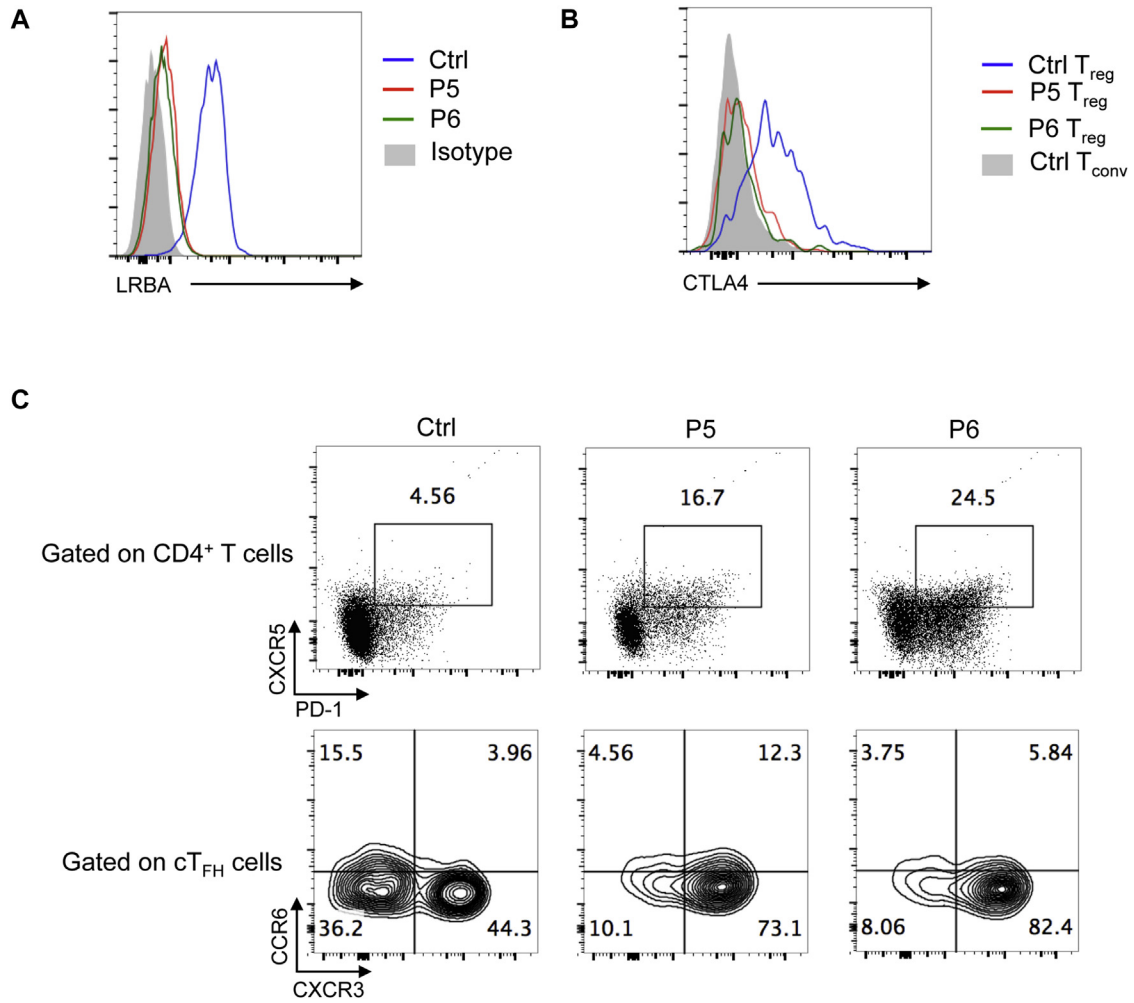 A
Ctrl
P5
P6
Isotype
LRBA
B
Ctrl Treg
P5 Treg
P6 Treg
Ctrl Tconv
CTLA4
C
Ctrl
P5
P6
Gated on CD4+ T cells
4.56
16.7
24.5
CXCR5
PD-1
Gated on cTFH cells
15.5
3.96
36.2
44.3
4.56
12.3
10.1
73.1
3.75
5.84
8.06
82.4
CCR6
CXCR3